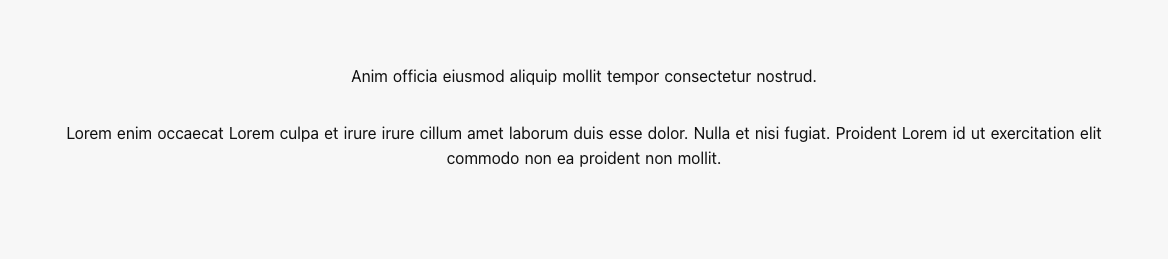 Anim officia eiusmod aliquip mollit tempor consectetur nostrud.
Lorem enim occaecat Lorem culpa et irure irure cillum amet laborum duis esse dolor. Nulla et nisi fugiat. Proident Lorem id ut exercitation elit
commodo non ea proident non mollit.